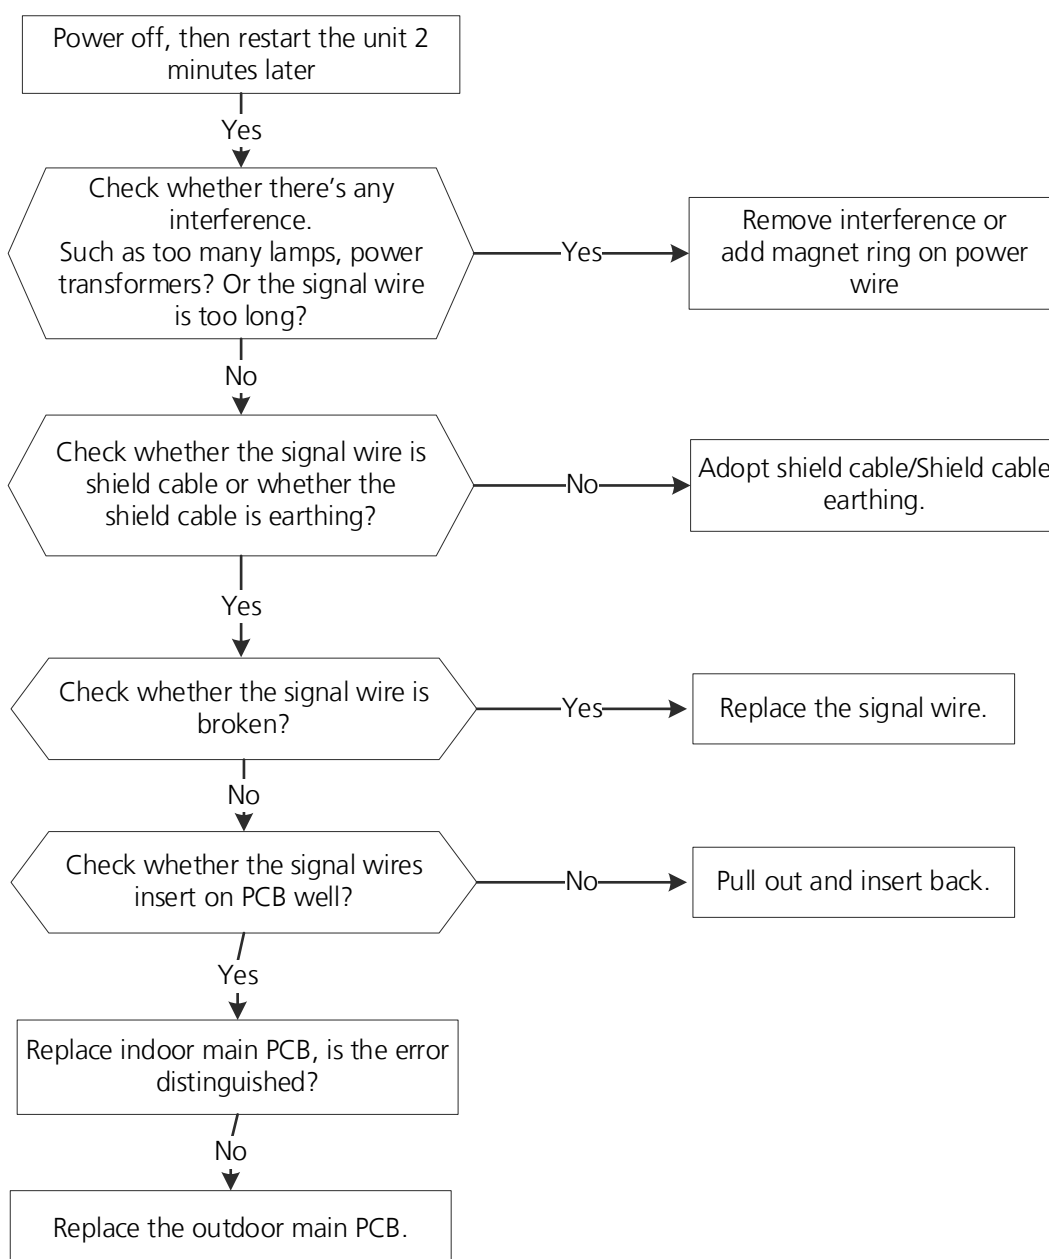 Power off, then restart the unit 2
minutes later
Yes
Check whether there’s any
interference.
Such as too many lamps, power
transformers? Or the signal wire
is too long?
Yes
Remove interference or
add magnet ring on power
wire
No
Check whether the signal wire is
shield cable or whether the
shield cable is earthing?
No
Adopt shield cable/Shield cable
earthing.
Yes
Check whether the signal wire is
broken?
Yes
Replace the signal wire.
No
Check whether the signal wires
insert on PCB well?
No
Pull out and insert back.
Yes
Replace indoor main PCB, is the error
distinguished?
No
Replace the outdoor main PCB.